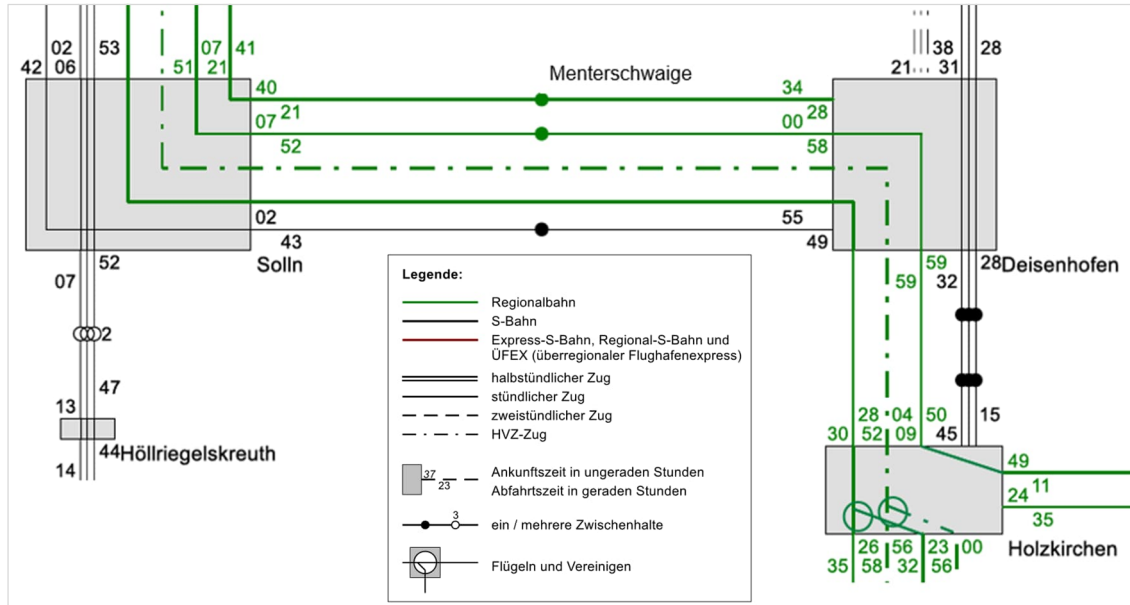 02 53 07 41 38 28
42 06 51 21 Menterschwaige 21 31
40 34
21 28
07 00
52 58
02 55
43 49
52 Solln 59 28 Deisenhofen
07 59 32
Legende:
Regionalbahn
S-Bahn
Express-S-Bahn, Regional-S-Bahn und
ÜFEX (überregionaler Flughafenexpress)
halbstündlicher Zug
stündlicher Zug
zweistündlicher Zug
HVZ-Zug
37 Ankunftszeit in ungeraden Stunden
23 Abfahrtszeit in geraden Stunden
3 ein / mehrere Zwischenhalte
Flügeln und Vereinigen
2
47
13
44 Höllriegelskreuth
14
28 04 50 15
30 52 09 45
49
11
24
35
Holzkirchen
26 56 23 00
35 58 32 56